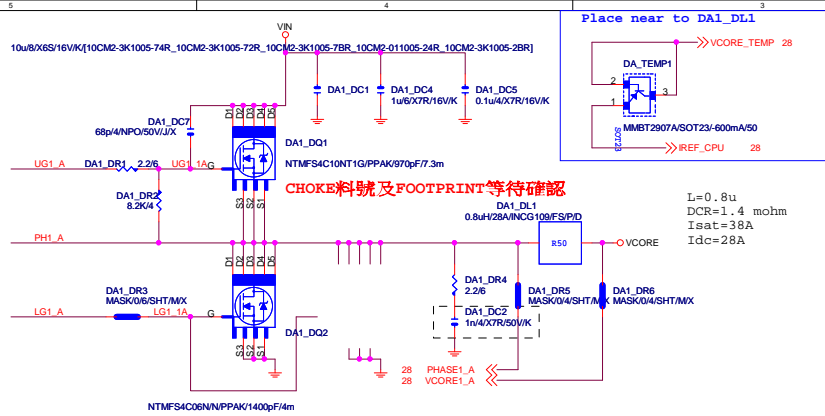 5
4
3
Place near to DA1_DL1
VIN
10u/8/X6S/16V/K/[10CM2-3K1005-74R_10CM2-3K1005-72R_10CM2-3K1005-7BR_10CM2-011005-24R_10CM2-3K1005-2BR]
VCORE_TEMP 28
DA_TEMP1
2
1
3
SOT23
MMBT2907A/SOT23/-600mA/50
IREF_CPU 28
DA1_DC1
DA1_DC4
1u/6/X7R/16V/K
DA1_DC5
0.1u/4/X7R/16V/K
DA1_DC7
68p/4/NPO/50V/J/X
D1
D2
D3
D4
D5
DA1_DQ1
NTMFS4C10NT1G/PPAK/970pF/7.3m
UG1_A
DA1_DR1 2.2/6
UG1_1A
G
DA1_DR2
8.2K/4
S3
S2
S1
CHOKE料號及FOOTPRINT等待確認
DA1_DL1
0.8uH/28A/INCG109/FS/P/D
L=0.8u
DCR=1.4 mohm
Isat=38A
Idc=28A
PH1_A
R50
VCORE
D1
D2
D3
D4
D5
DA1_DR3
MASK/0/6/SHT/M/X
LG1_A
LG1_1A
G
DA1_DQ2
S3
S2
S1
NTMFS4C06N/N/PPAK/1400pF/4m
DA1_DR4
2.2/6
DA1_DC2
1n/4/X7R/50V/K
DA1_DR5
MASK/0/4/SHT/M/X
DA1_DR6
MASK/0/4/SHT/M/X
28 PHASE1_A
28 VCORE1_A